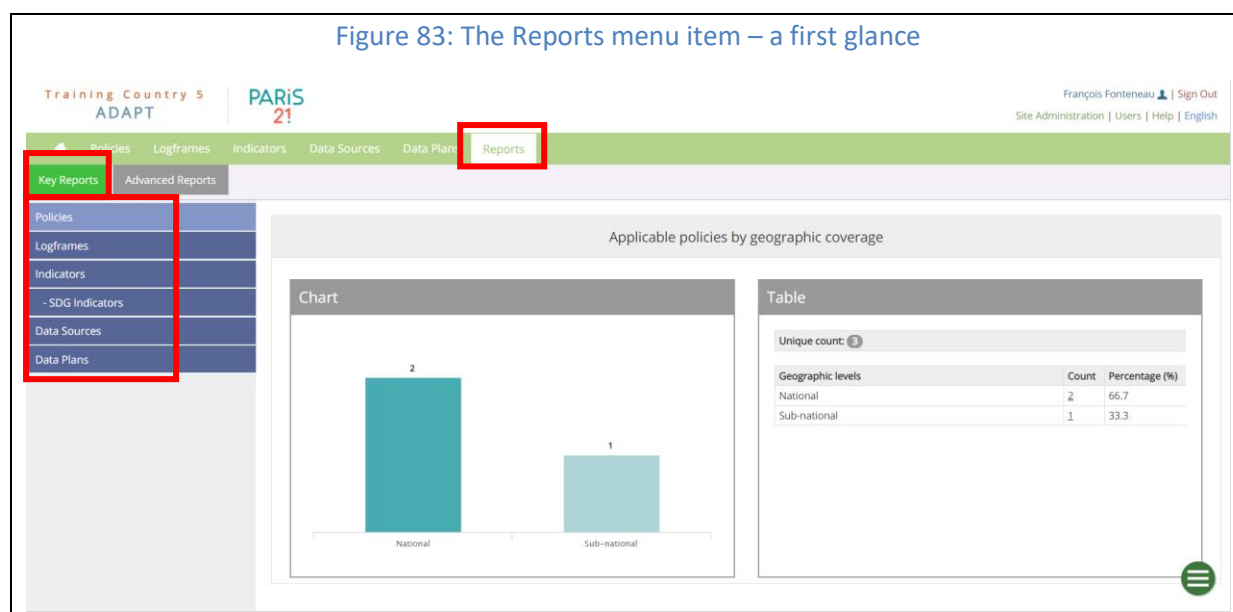 Figure 83: The Reports menu item – a first glance
Training Country 5
ADAPT
PARiS
21
François Fonteneau | Sign Out
Site Administration | Users | Help | English
Policies Logframes Indicators Data Sources Data Plans Reports
Key Reports Advanced Reports
Policies
Logframes
Indicators
- SDG Indicators
Data Sources
Data Plans
Applicable policies by geographic coverage
Chart
2
1
National Sub-national
Table
Unique count: 3
Geographic levels Count Percentage (%)
National 2 66.7
Sub-national 1 33.3